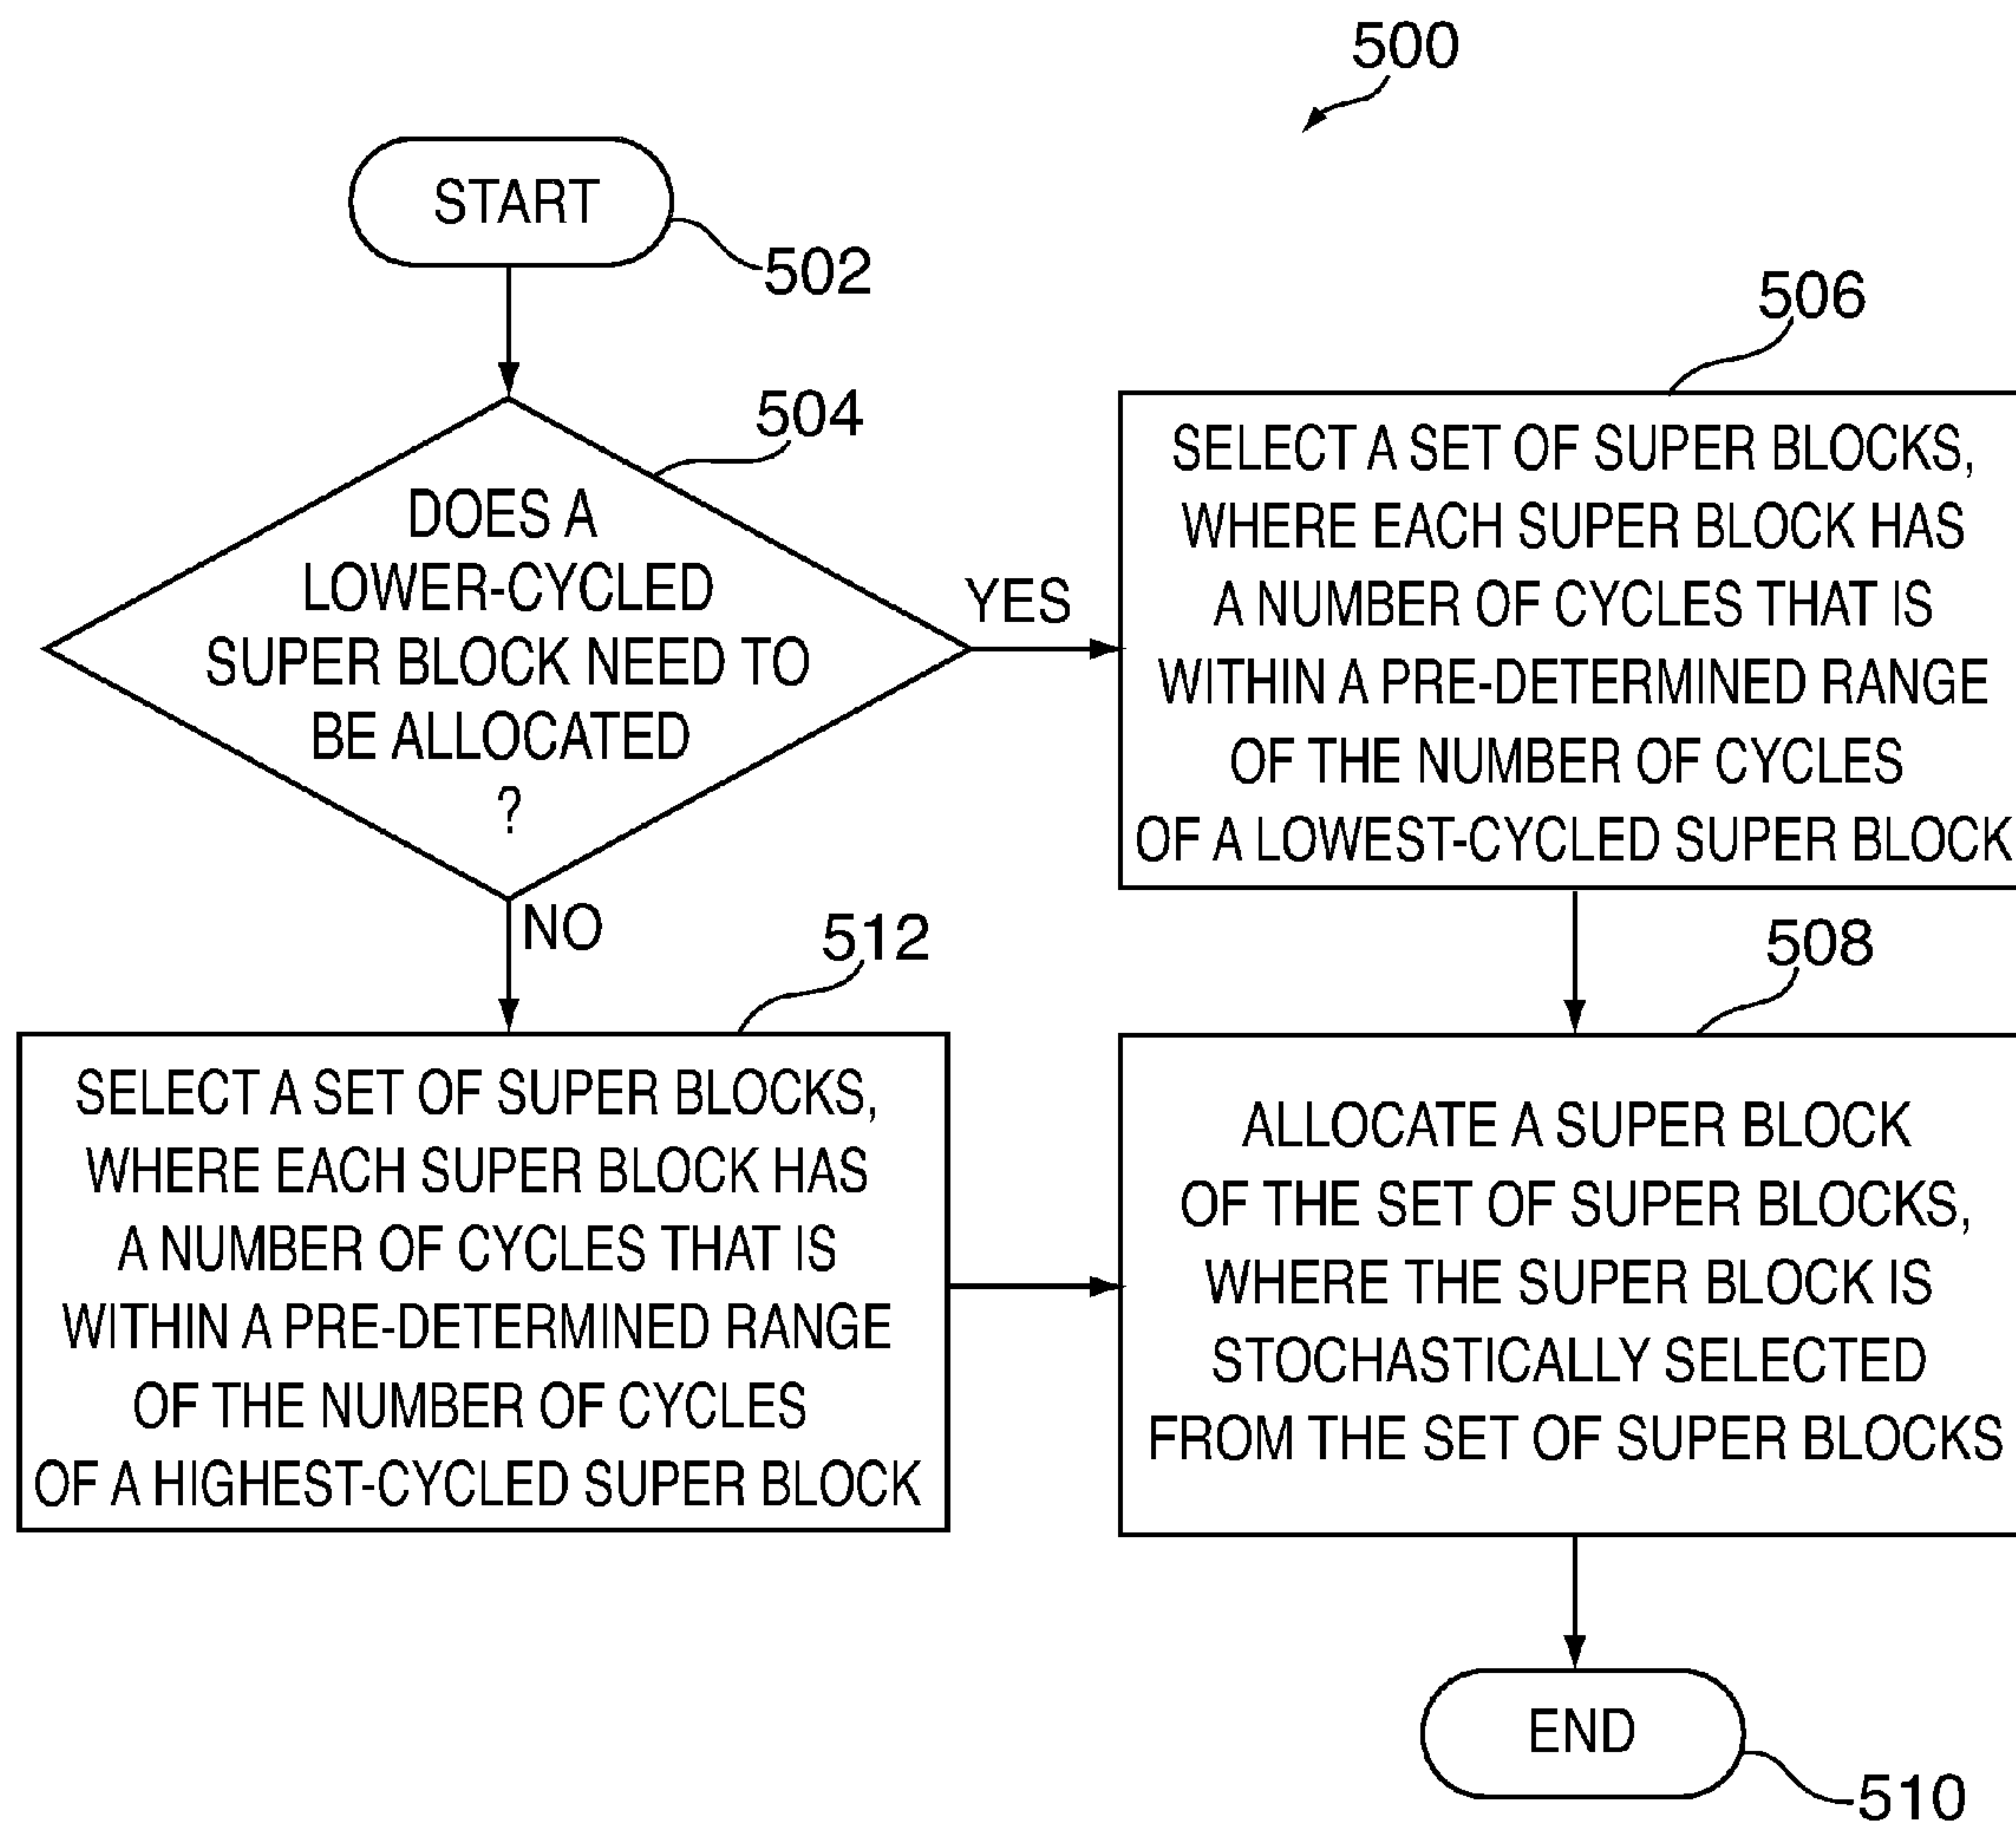 500
START
502
504
DOES A
LOWER-CYCLED
SUPER BLOCK NEED TO
BE ALLOCATED
?
YES
506
SELECT A SET OF SUPER BLOCKS,
WHERE EACH SUPER BLOCK HAS
A NUMBER OF CYCLES THAT IS
WITHIN A PRE-DETERMINED RANGE
OF THE NUMBER OF CYCLES
OF A LOWEST-CYCLED SUPER BLOCK
NO
512
SELECT A SET OF SUPER BLOCKS,
WHERE EACH SUPER BLOCK HAS
A NUMBER OF CYCLES THAT IS
WITHIN A PRE-DETERMINED RANGE
OF THE NUMBER OF CYCLES
OF A HIGHEST-CYCLED SUPER BLOCK
508
ALLOCATE A SUPER BLOCK
OF THE SET OF SUPER BLOCKS,
WHERE THE SUPER BLOCK IS
STOCHASTICALLY SELECTED
FROM THE SET OF SUPER BLOCKS
END
510